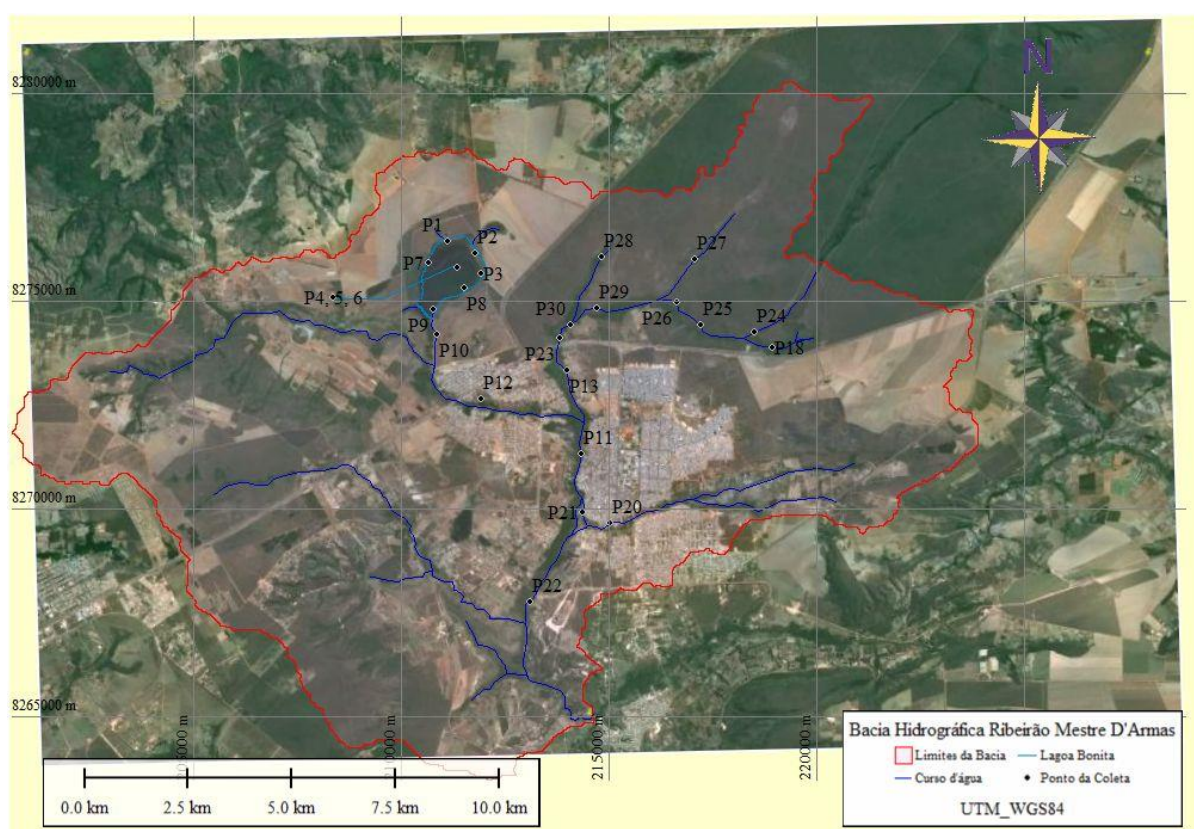 N
8280000 m
P1
P2
P28
P27
P7
P3
8275000 m
P4, 5, 6
P8
P29
P30
P26
P25
P24
P9
P10
P23
P18
P12
P13
P11
8270000 m
P21
P20
P22
8265000 m
205000 m
210000 m
215000 m
220000 m
Bacia Hidrográfica Ribeirão Mestre D'Armas
Limites da Bacia
Lagoa Bonita
Curso d'água
Ponto da Coleta
UTM_WGS84
0.0 km
2.5 km
5.0 km
7.5 km
10.0 km